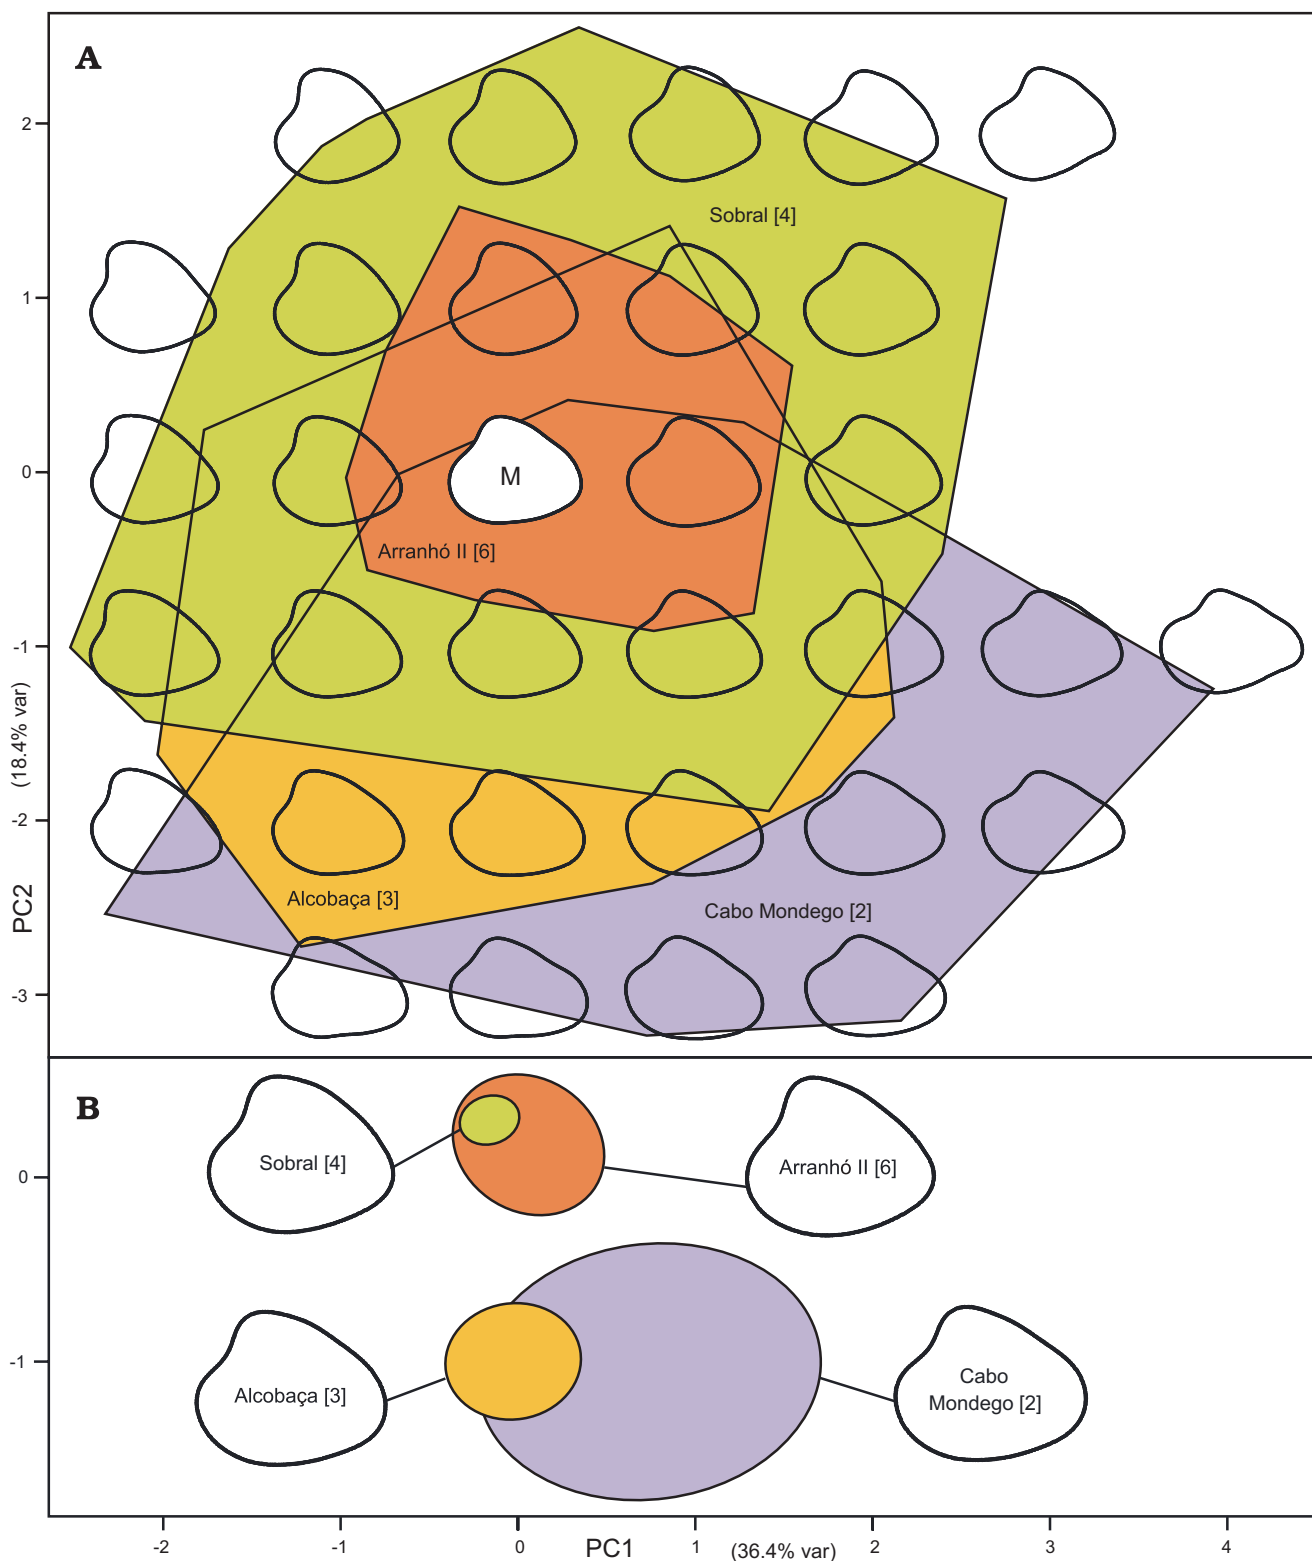 A
2
Sobral [4]
1
0
M
Arranhó II [6]
-1
(18.4% var)
-2
PC2
Alcobaça [3]
Cabo Mondego [2]
-3
B
Sobral [4]
Arranhó II [6]
0
-1
Alcobaça [3]
Cabo
Mondego [2]
-2 -1 0 1 2 3 4
PC1 (36.4% var)